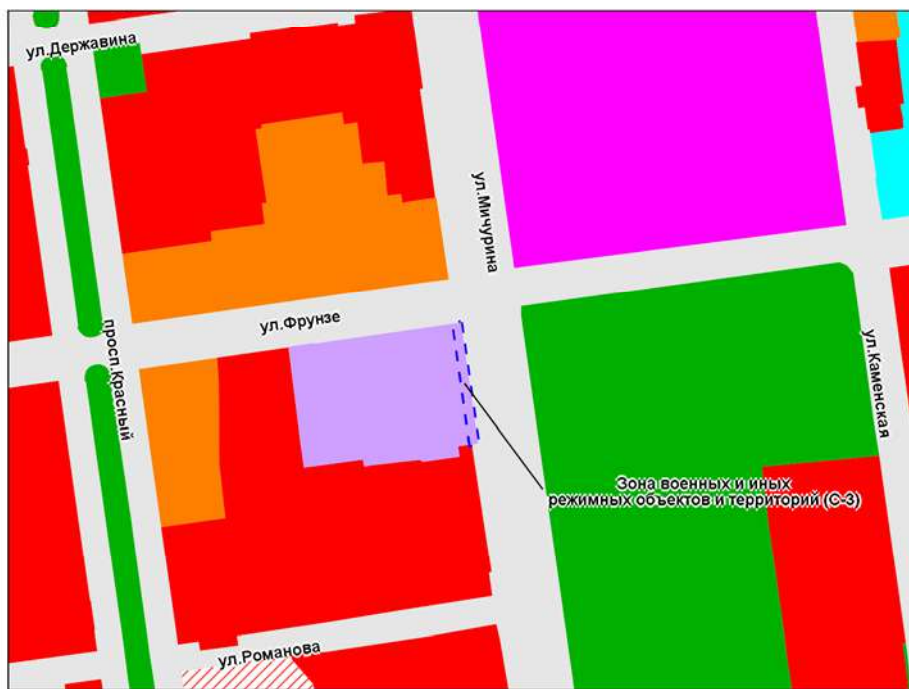 ул.Державина
ул.Мичурина
ул.Фрунзе
просп.Красный
ул.Каменская
Зона военных и иных
режимных объектов и территорий (С-3)
ул.Романова